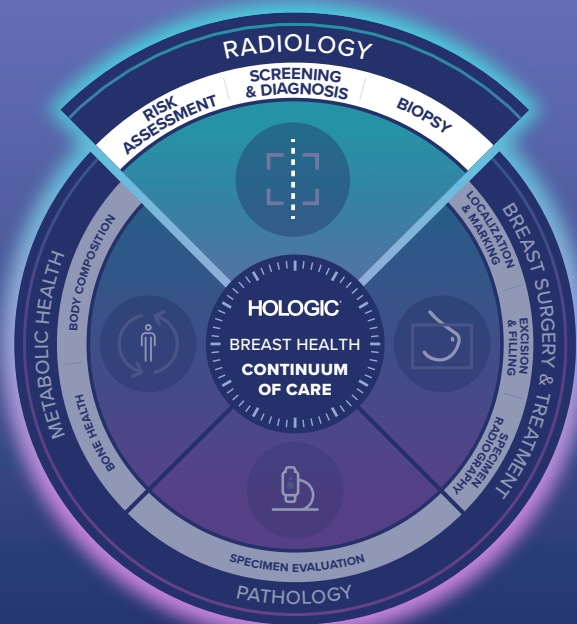 RADIOLOGY
RISK
ASSESSMENT
SCREENING
& DIAGNOSIS
BIOPSY
BREAST SURGERY & TREATMENT
LOCALIZATION
& MARKING
EXCISION
& FILLING
SPECIMEN
RADIOGRAPHY
PATHOLOGY
SPECIMEN EVALUATION
METABOLIC HEALTH
BODY COMPOSITION
BONE HEALTH
HOLOGIC®
BREAST HEALTH
CONTINUUM
OF CARE